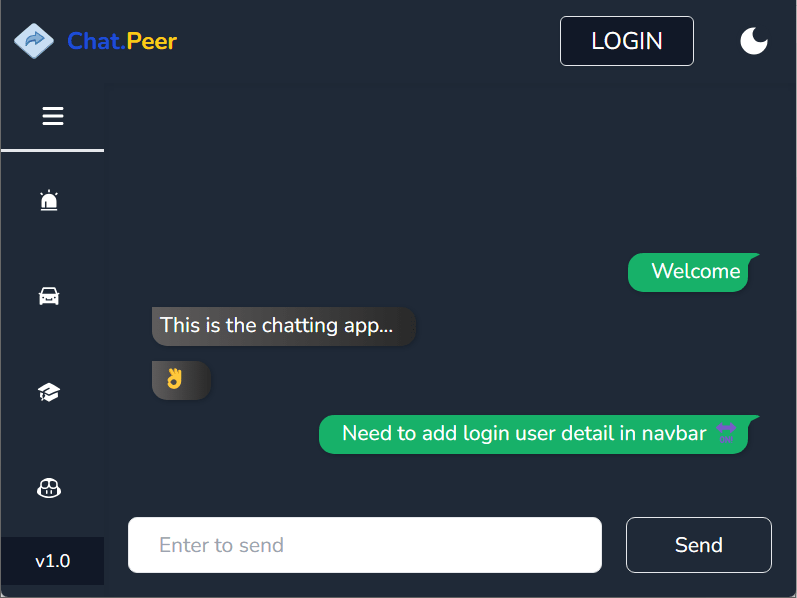 Chat.Peer
LOGIN
Welcome
This is the chatting app...
👌
Need to add login user detail in navbar
Enter to send
Send
v1.0